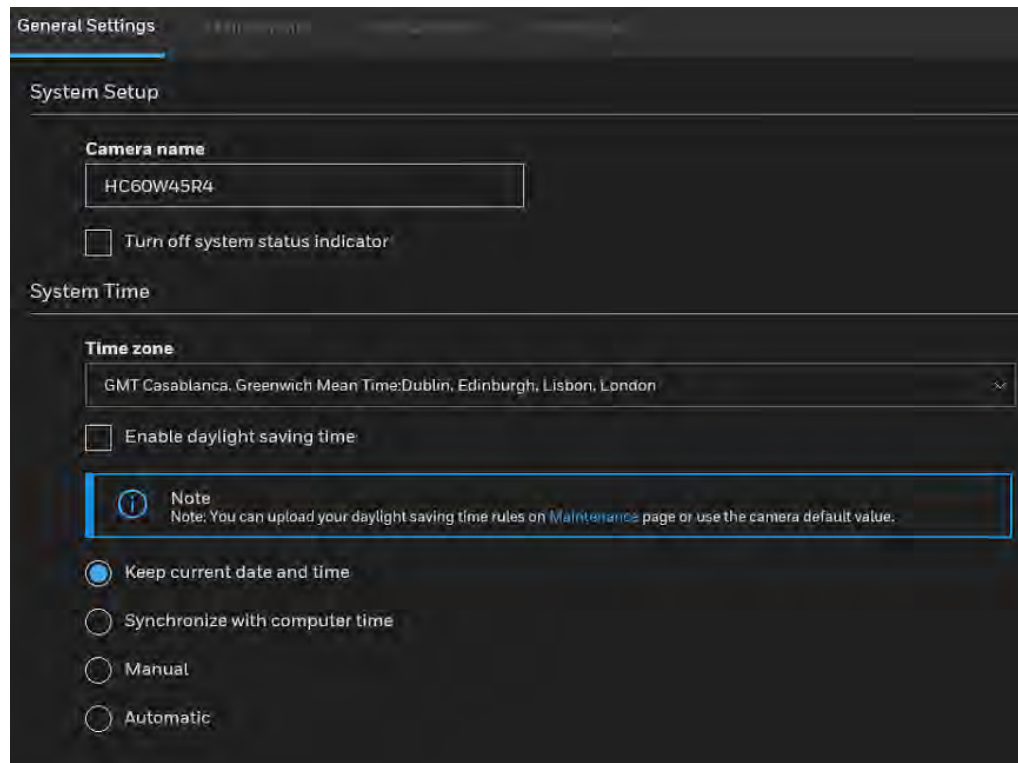 General Settings
System Setup
Camera name
HC60W45R4
Turn off system status indicator
System Time
Time zone
GMT Casablanca. Greenwich Mean Time:Dublin, Edinburgh, Lisbon, London
Enable daylight saving time
Note
Note: You can upload your daylight saving time rules on Maintenance page or use the camera default value.
Keep current date and time
Synchronize with computer time
Manual
Automatic